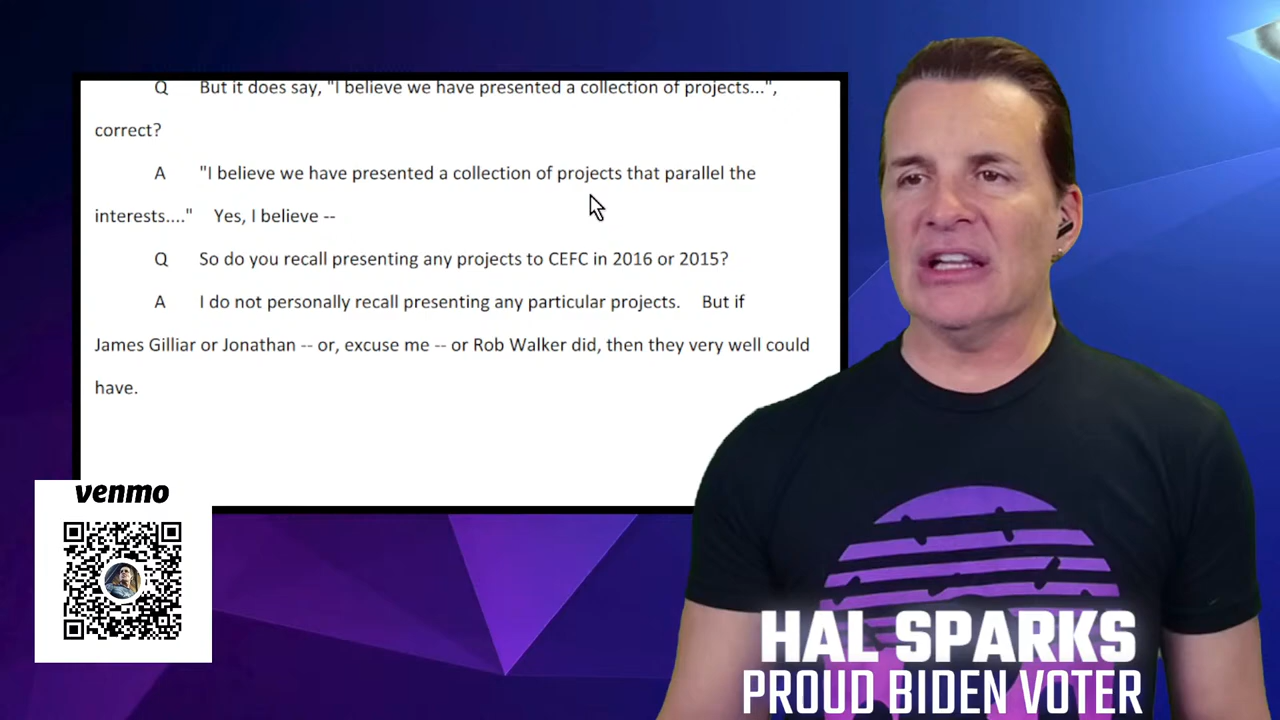 Q But it does say, "I believe we have presented a collection of projects...",
correct?
A "I believe we have presented a collection of projects that parallel the
interests...." Yes, I believe --
Q So do you recall presenting any projects to CEFC in 2016 or 2015?
A I do not personally recall presenting any particular projects. But if
James Gilliar or Jonathan -- or, excuse me -- or Rob Walker did, then they very well could
have.
venmo
HAL SPARKS
PROUD BIDEN VOTER